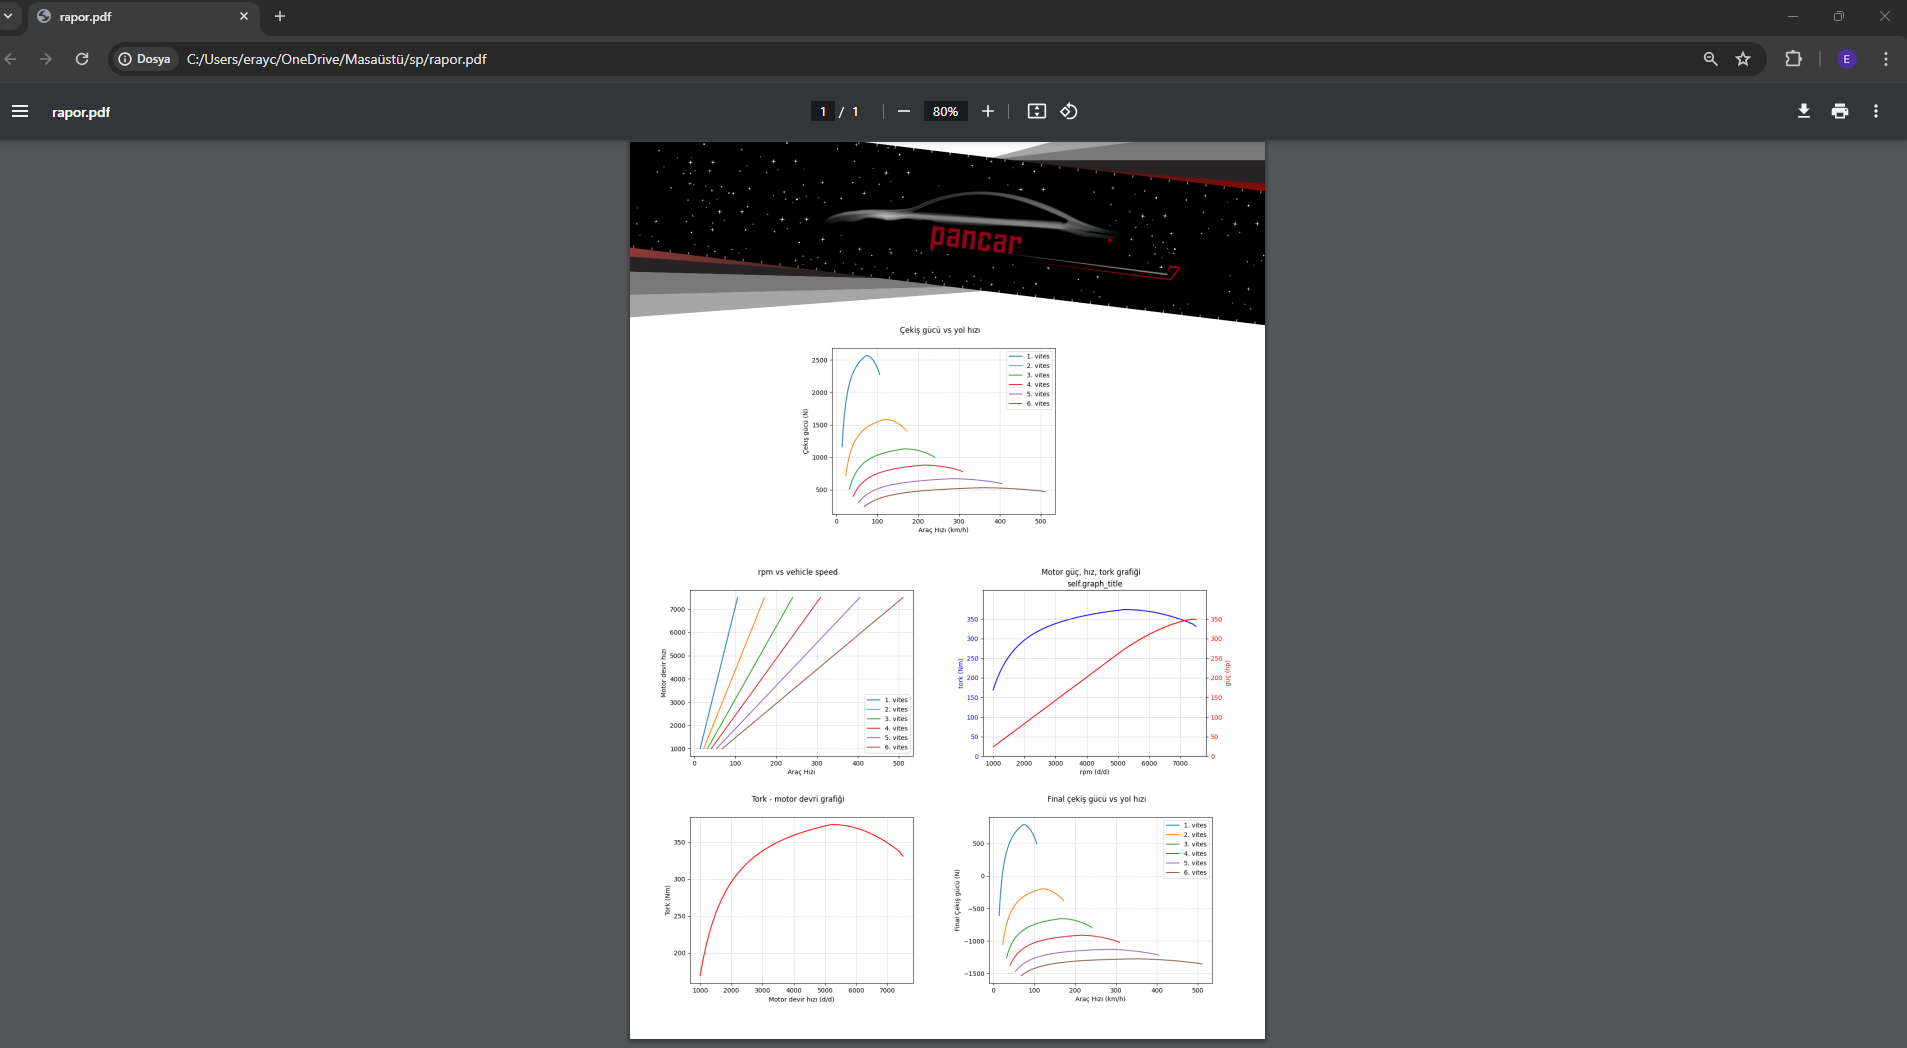 rapor.pdf
Dosya
C:/Users/erayc/OneDrive/Masaüstü/sp/rapor.pdf
E
rapor.pdf
1 / 1
80%
pancar
7
Çekiş gücü vs yol hızı
Çekiş gücü (N)
2500
2000
1500
1000
500
1. vites
2. vites
3. vites
4. vites
5. vites
6. vites
0 100 200 300 400 500
Araç Hızı (km/h)
rpm vs vehicle speed
Motor devir hızı
7000
6000
5000
4000
3000
2000
1000
1. vites
2. vites
3. vites
4. vites
5. vites
6. vites
0 100 200 300 400 500
Araç Hızı
Motor güç, hız, tork grafiği
self.graph_title
tork (Nm)
350
300
250
200
150
100
50
0
350
300
250
200
150
100
50
0
güç (hp)
1000 2000 3000 4000 5000 6000 7000
rpm (d/d)
Tork - motor devri grafiği
Tork (Nm)
350
300
250
200
1000 2000 3000 4000 5000 6000 7000
Motor devir hızı (d/d)
Final çekiş gücü vs yol hızı
Final Çekiş gücü (N)
500
0
−500
−1000
−1500
1. vites
2. vites
3. vites
4. vites
5. vites
6. vites
0 100 200 300 400 500
Araç Hızı (km/h)